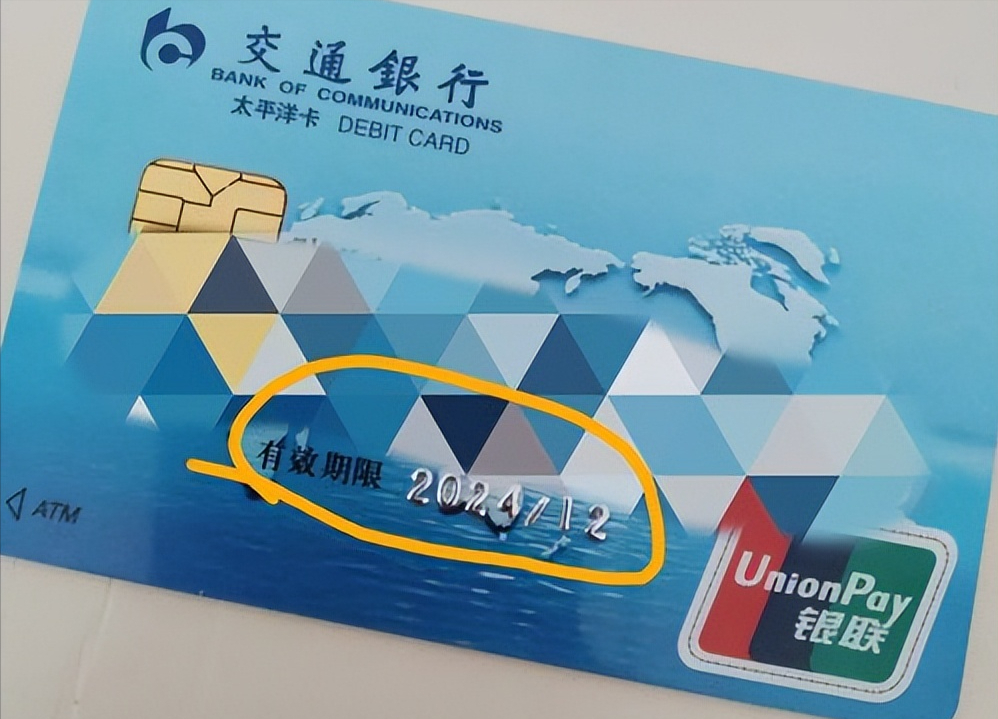 交通銀行
BANK OF COMMUNICATIONS
太平洋卡 DEBIT CARD
有效期限 2024/12
ATM
UnionPay
银联